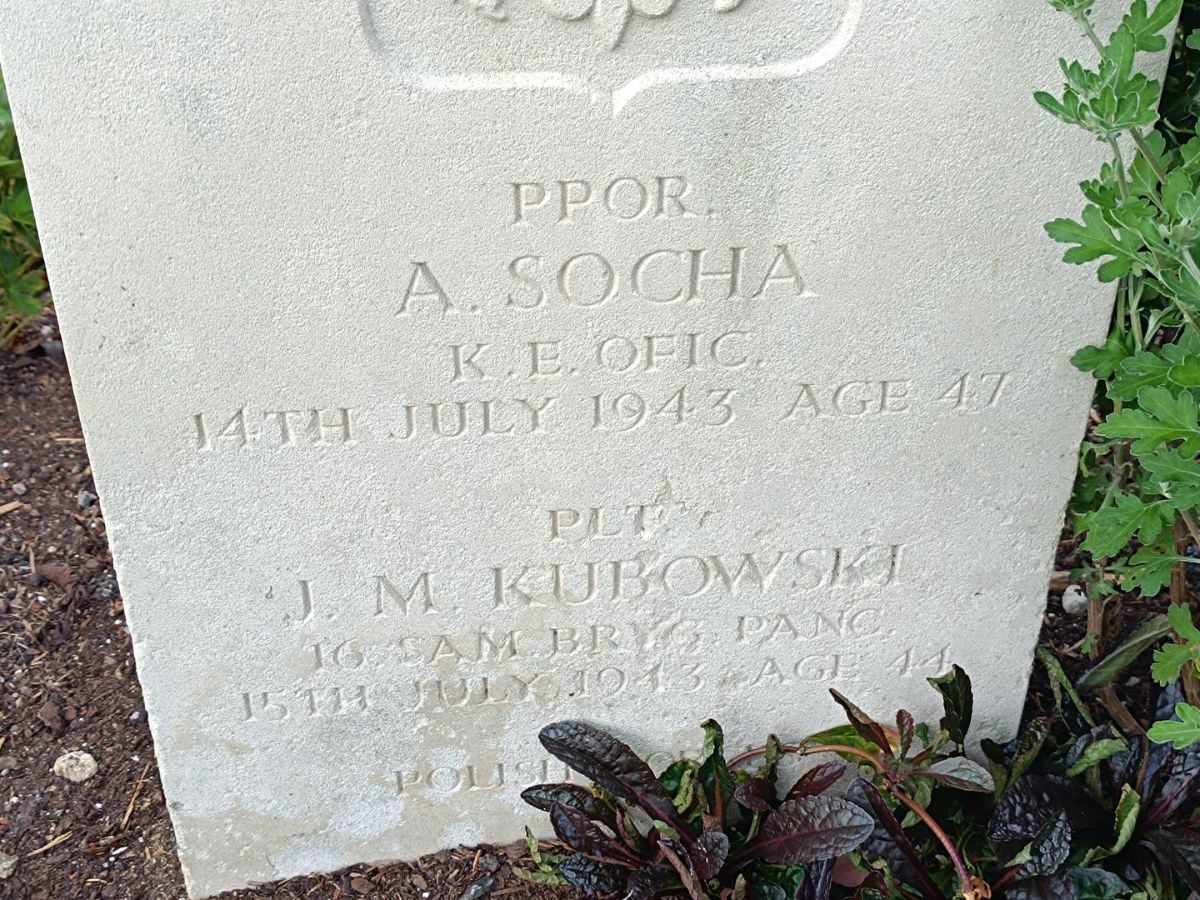 PPOR.
A. SOCHA
K. E. OFIC.
14TH JULY 1943 AGE 47
PLT.
J. M. KUBOWSKI
16 SAM. BRYG. PANC.
15TH JULY 1943 AGE 44
POLISH